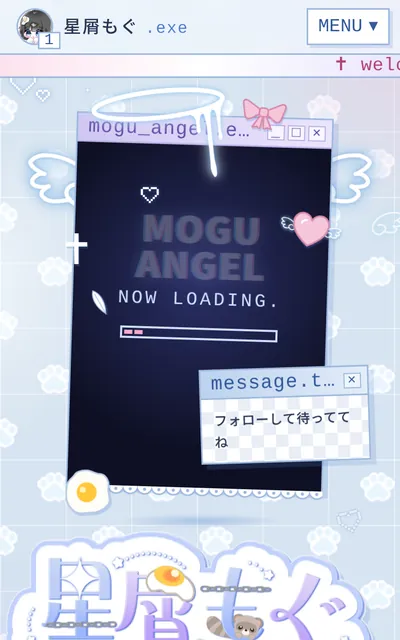 星屑もぐ .exe
1
MENU ▼
✝ welc
mogu_angel.e…
MOGU
ANGEL
NOW LOADING.
message.t…
フォローして待ってて
ね
星屑もぐ